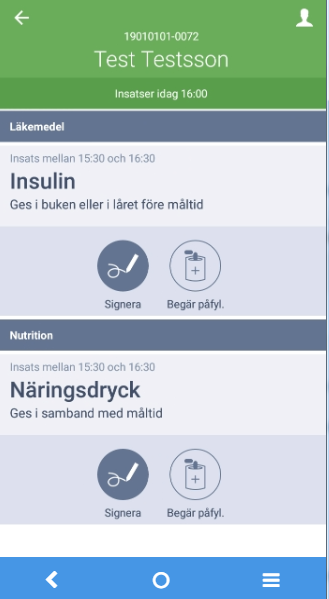 19010101-0072
Test Testsson
Insatser idag 16:00
Läkemedel
Insats mellan 15:30 och 16:30
Insulin
Ges i buken eller i låret före måltid
Signera Begär påfyl.
Nutrition
Insats mellan 15:30 och 16:30
Näringsdryck
Ges i samband med måltid
Signera Begär påfyl.